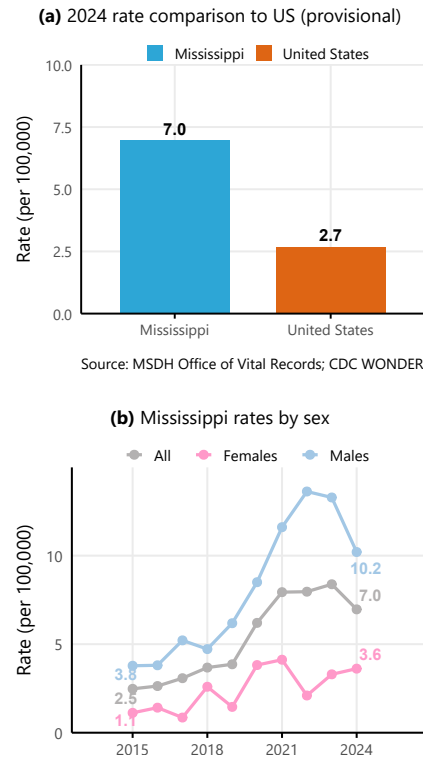 (a) 2024 rate comparison to US (provisional)
Mississippi United States
Rate (per 100,000)
10.0
7.5
5.0
2.5
0.0
7.0
2.7
Mississippi United States
Source: MSDH Office of Vital Records; CDC WONDER
(b) Mississippi rates by sex
All Females Males
Rate (per 100,000)
10
5
0
10.2
7.0
3.6
3.8
2.5
1.1
2015 2018 2021 2024